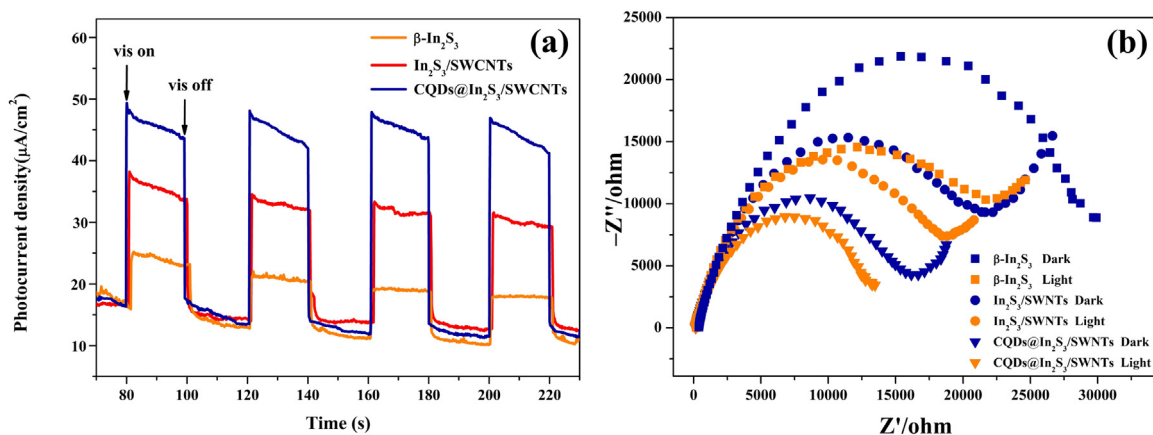 (a)
vis on
vis off
β-In₂S₃
In₂S₃/SWCNTs
CQDs@In₂S₃/SWCNTs
Photocurrent density(μA/cm²)
60
50
40
30
20
10
80 100 120 140 160 180 200 220
Time (s)
(b)
−Z''/ohm
25000
20000
15000
10000
5000
0
β-In₂S₃ Dark
β-In₂S₃ Light
In₂S₃/SWNTs Dark
In₂S₃/SWNTs Light
CQDs@In₂S₃/SWNTs Dark
CQDs@In₂S₃/SWNTs Light
0 5000 10000 15000 20000 25000 30000
Z'/ohm